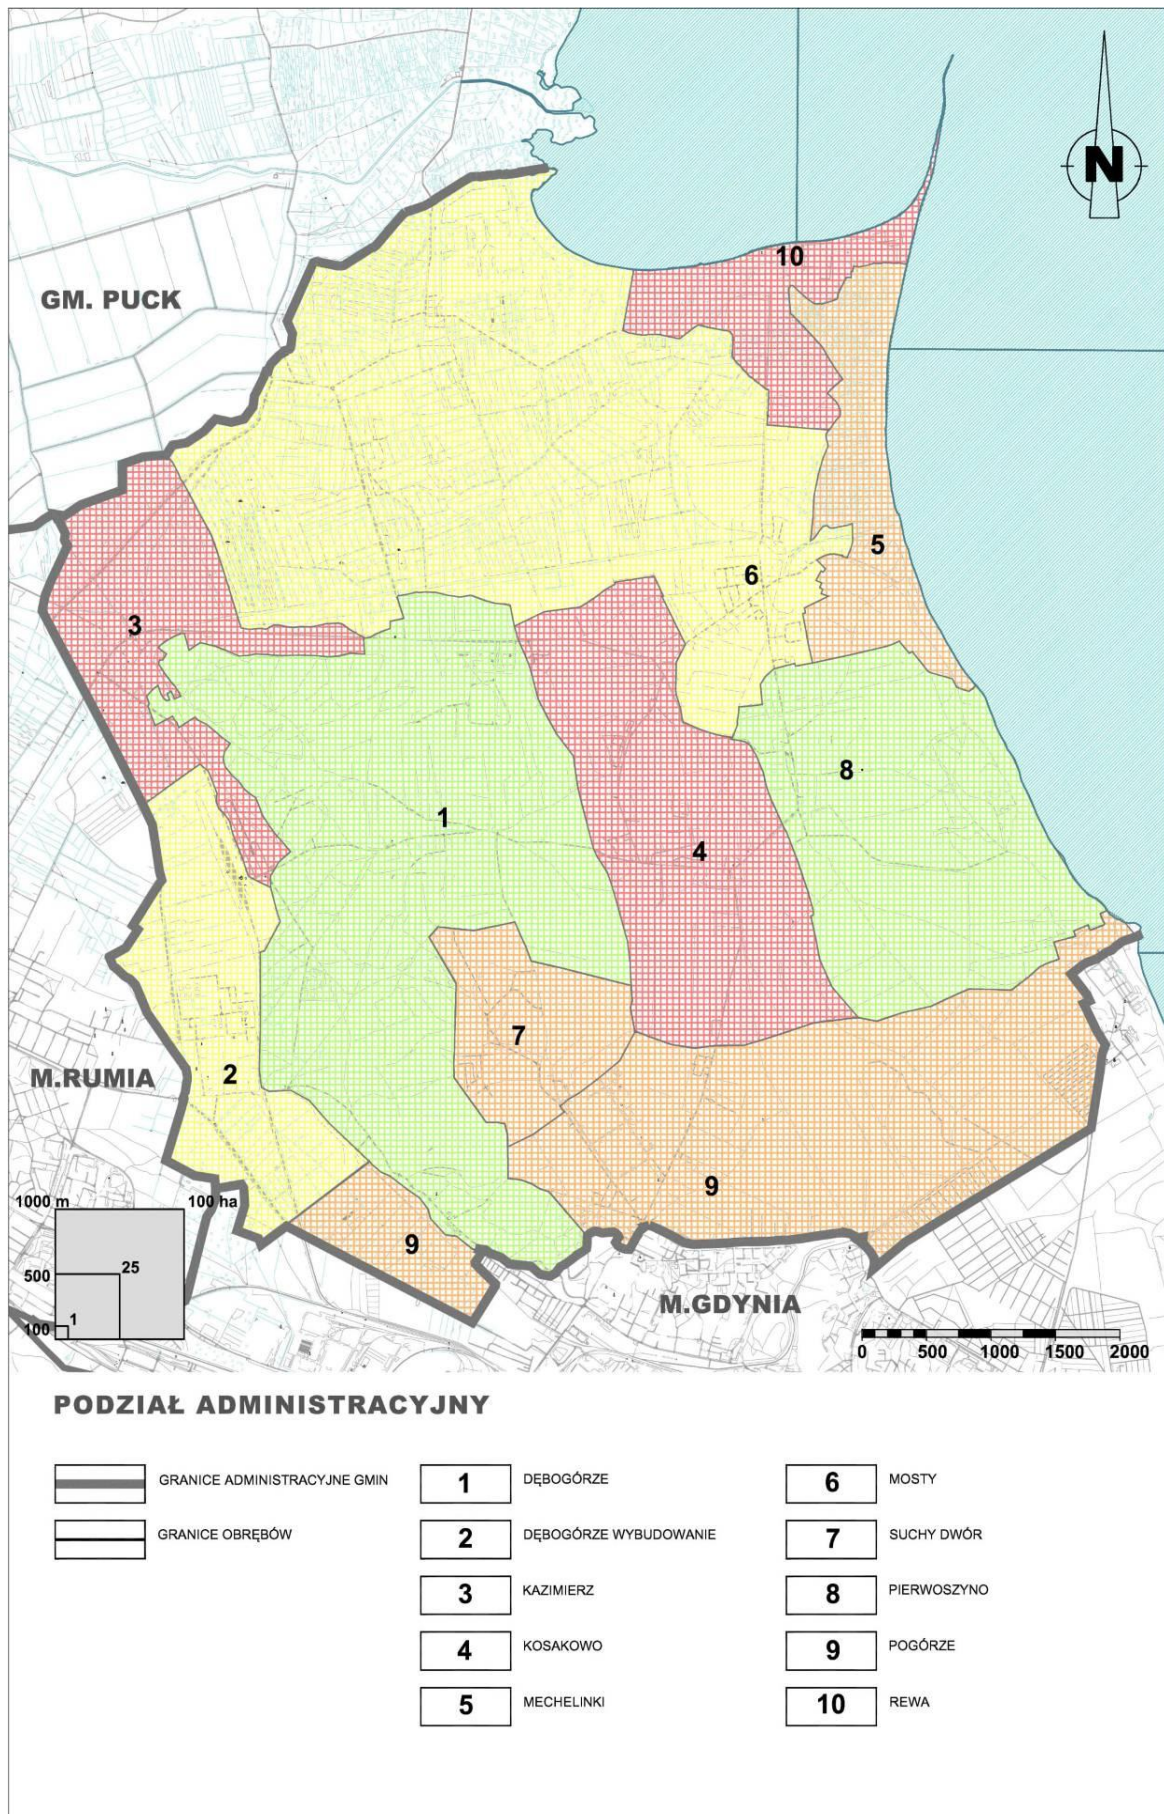 N
10
GM. PUCK
5
6
3
8
1
4
7
M.RUMIA
2
9
1000 m 100 ha
9
500 25
M.GDYNIA
100 1
0 500 1000 1500 2000
PODZIAŁ ADMINISTRACYJNY
GRANICE ADMINISTRACYJNE GMIN
GRANICE OBRĘBÓW
1 DĘBOGÓRZE
2 DĘBOGÓRZE WYBUDOWANIE
3 KAZIMIERZ
4 KOSAKOWO
5 MECHELINKI
6 MOSTY
7 SUCHY DWÓR
8 PIERWOSZYNO
9 POGÓRZE
10 REWA